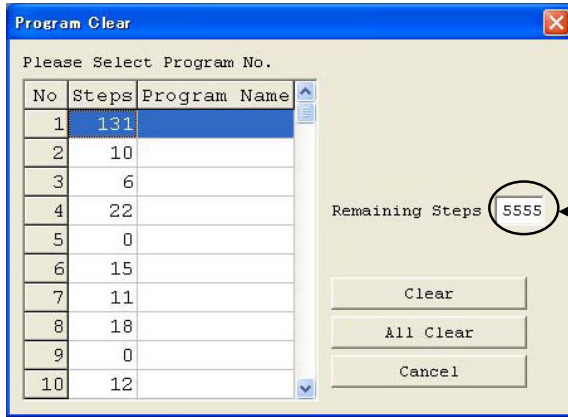 Program Clear
Please Select Program No.
No Steps Program Name
1 131
2 10
3 6
4 22
Remaining Steps 5555
5 0
6 15
7 11
Clear
8 18
All Clear
9 0
Cancel
10 12